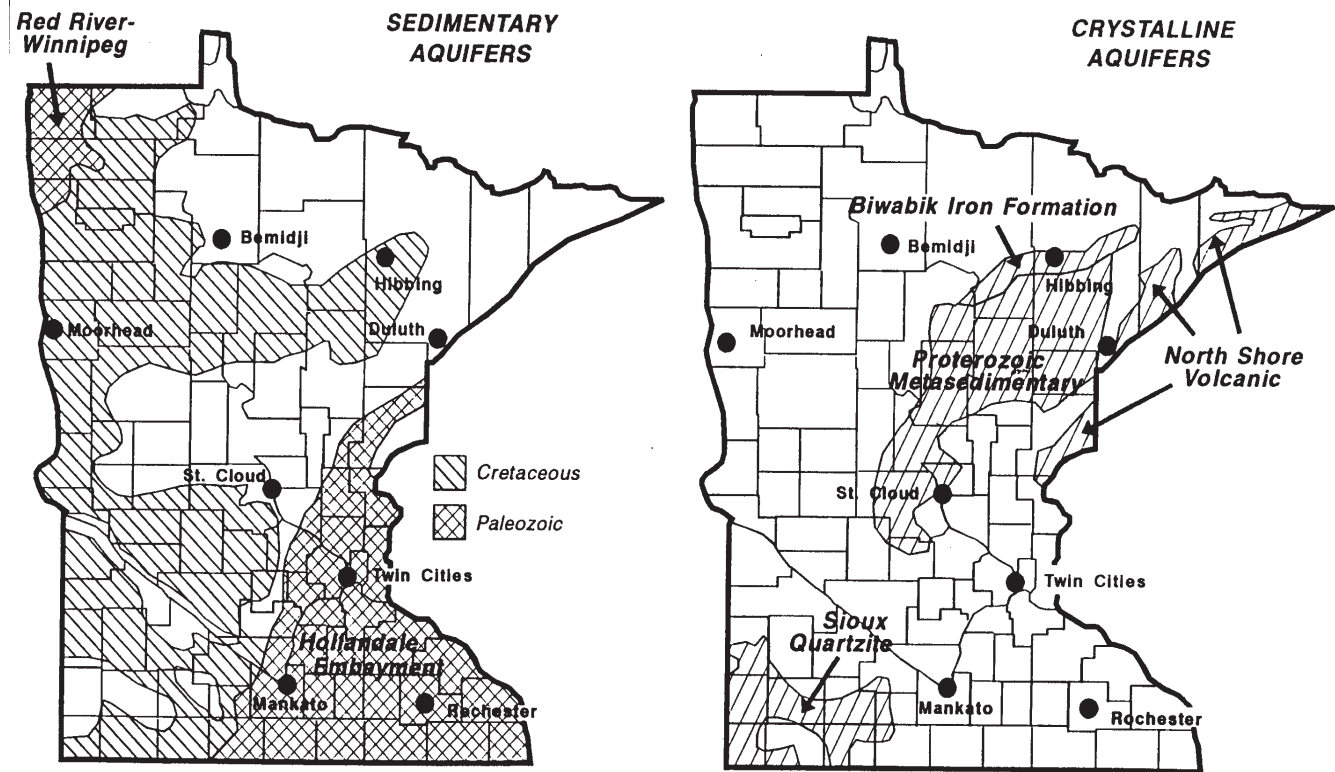 Red River-
Winnipeg
SEDIMENTARY
AQUIFERS
Bemidji
Hibbing
Moorhead
Duluth
St. Cloud
Cretaceous
Paleozoic
Twin Cities
Hollandale
Embayment
Mankato
Rochester
CRYSTALLINE
AQUIFERS
Biwabik Iron Formation
Bemidji
Hibbing
Moorhead
Duluth
Proterozoic
Metasedimentary
North Shore
Volcanic
St. Cloud
Twin Cities
Sioux
Quartzite
Mankato
Rochester